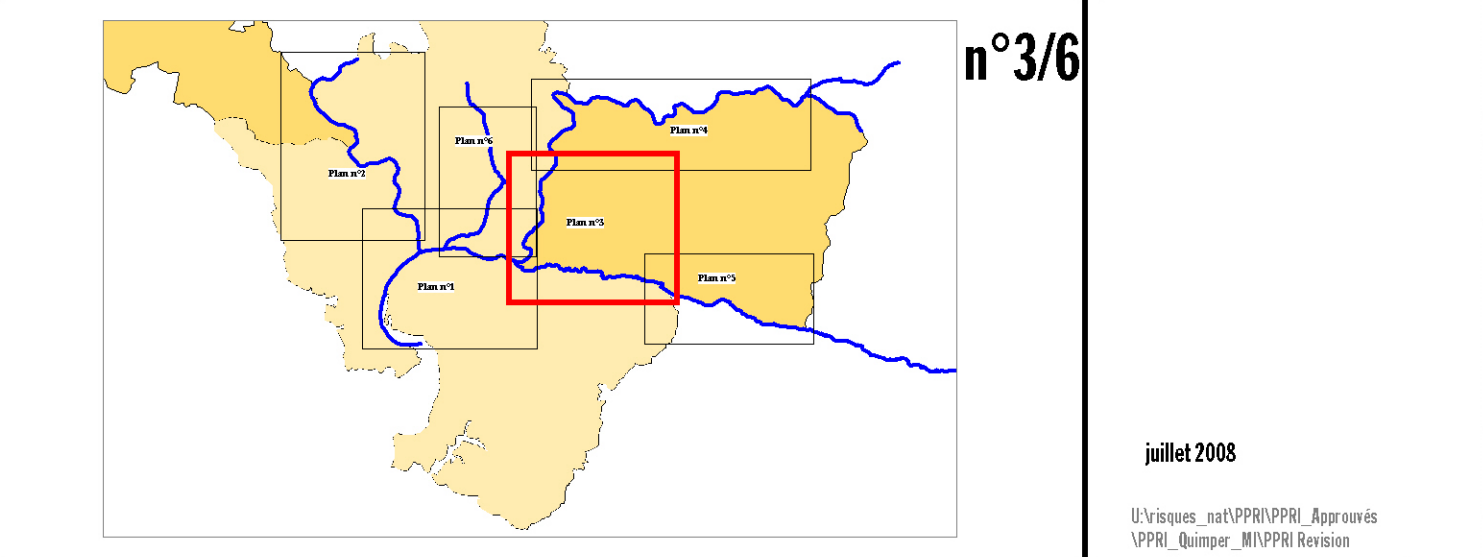 n°3/6
Plan n°4
Plan n°6
Plan n°2
Plan n°3
Plan n°5
Plan n°1
juillet 2008
U:\risques_nat\PPRI\PPRI_Approuvés
\PPRI_Quimper_MI\PPRI Revision